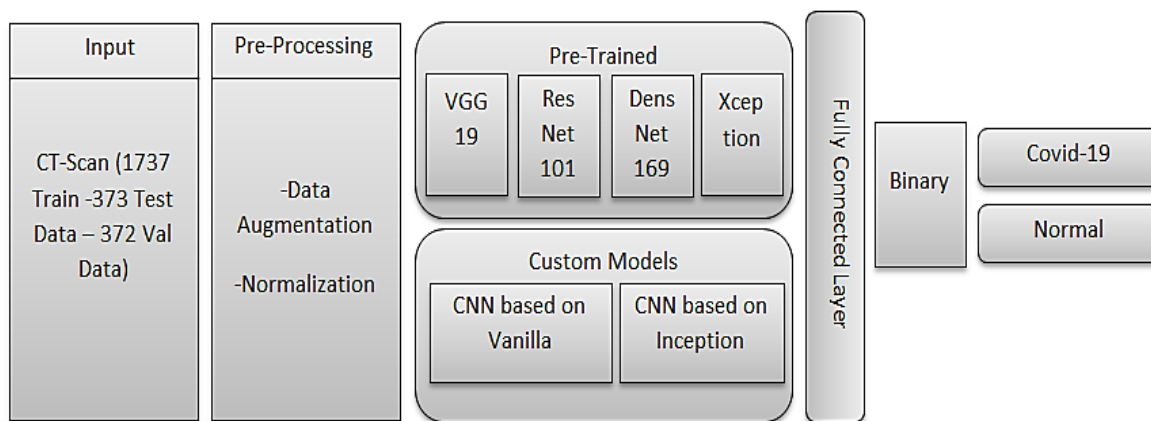 Input
CT-Scan (1737
Train -373 Test
Data – 372 Val
Data)
Pre-Processing
-Data
Augmentation
-Normalization
Pre-Trained
VGG
19
Res
Net
101
Dens
Net
169
Xcep
tion
Custom Models
CNN based on
Vanilla
CNN based on
Inception
Fully Connected Layer
Binary
Covid-19
Normal